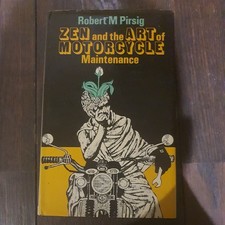 Robert M Pirsig
ZEN and the ART of
MOTORCYCLE
Maintenance